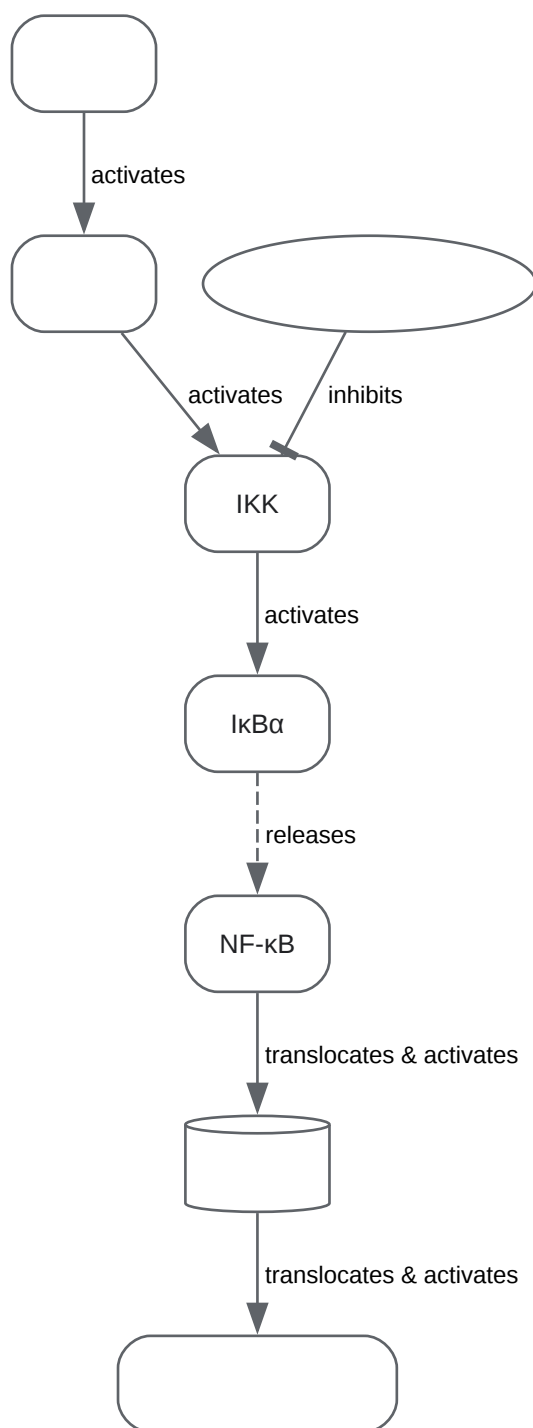 activates
activates
inhibits
IKK
activates
IκBα
releases
NF-κB
translocates & activates
translocates & activates